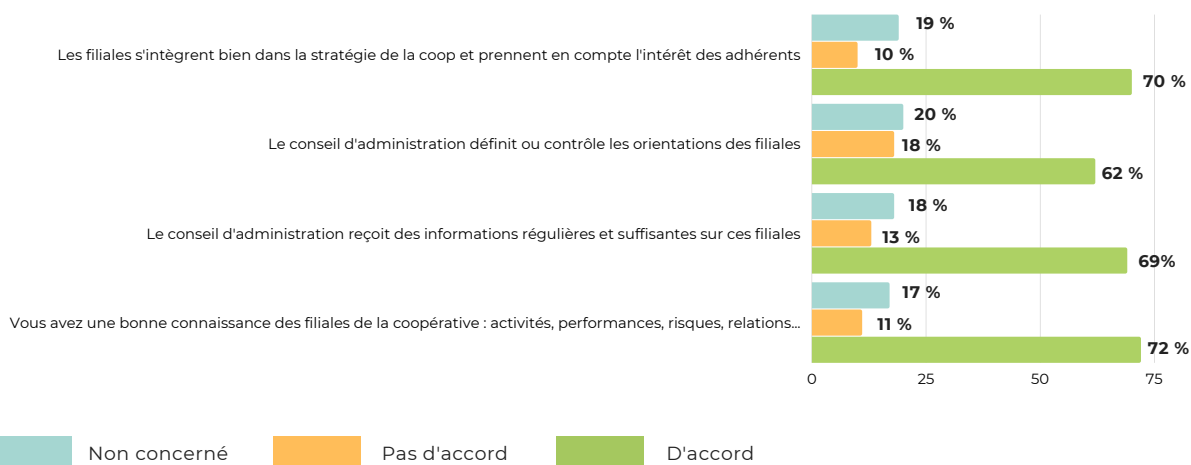 19 %
Les filiales s'intègrent bien dans la stratégie de la coop et prennent en compte l'intérêt des adhérents
10 %
70 %
20 %
Le conseil d'administration définit ou contrôle les orientations des filiales
18 %
62 %
18 %
Le conseil d'administration reçoit des informations régulières et suffisantes sur ces filiales
13 %
69%
17 %
Vous avez une bonne connaissance des filiales de la coopérative : activités, performances, risques, relations...
11 %
72 %
0 25 50 75
Non concerné Pas d'accord D'accord